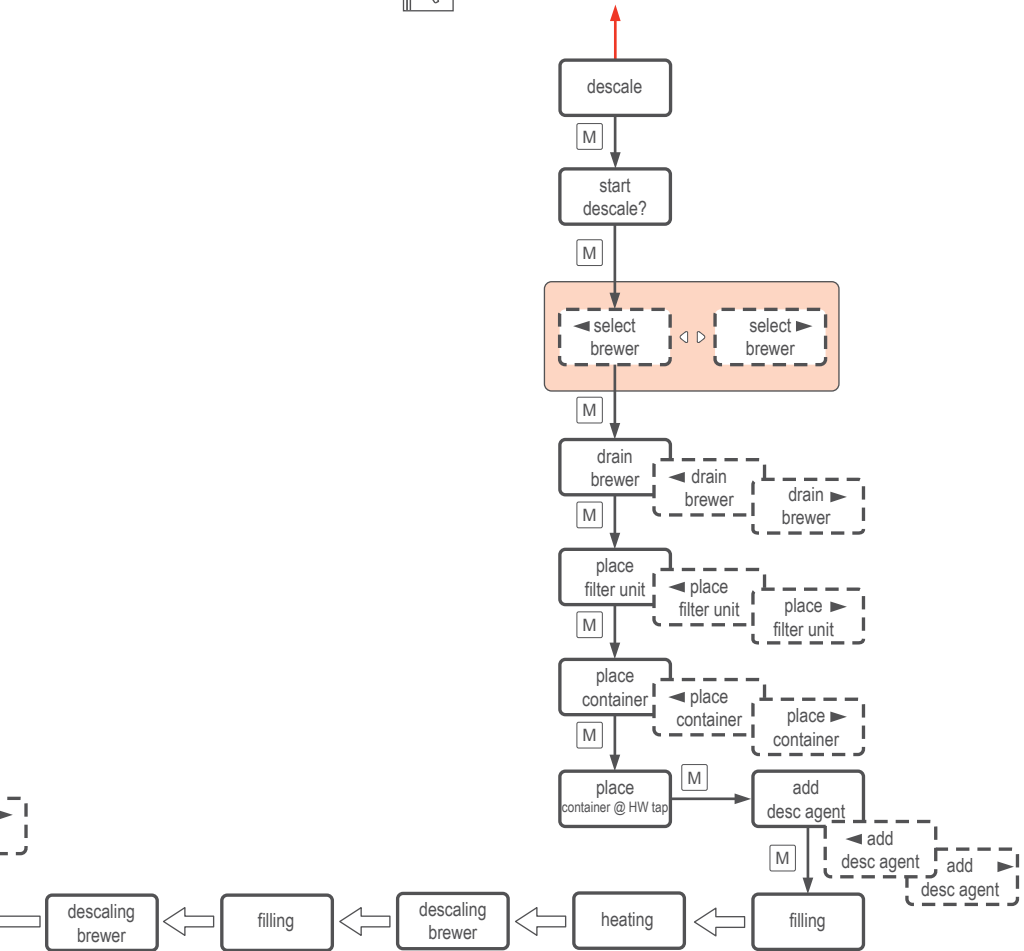 descale
M
start
descale?
M
◄ select
brewer
select ►
brewer
M
drain
brewer
◄ drain
brewer
drain ►
brewer
M
place
filter unit
◄ place
filter unit
place ►
filter unit
M
place
container
◄ place
container
place ►
container
M
place
container @ HW tap
M
add
desc agent
◄ add
desc agent
add ►
desc agent
M
filling
heating
descaling
brewer
filling
descaling
brewer